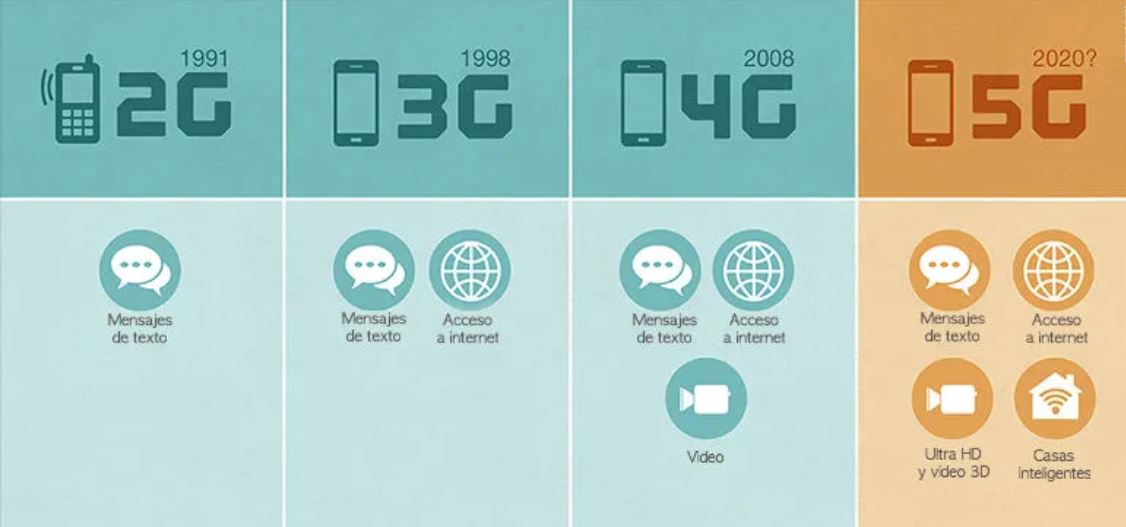 1991
2G
1998
3G
2008
4G
2020?
5G
Mensajes
de texto
Mensajes
de texto
Acceso
a internet
Mensajes
de texto
Acceso
a internet
Video
Mensajes
de texto
Acceso
a internet
Ultra HD
y video 3D
Casas
inteligentes